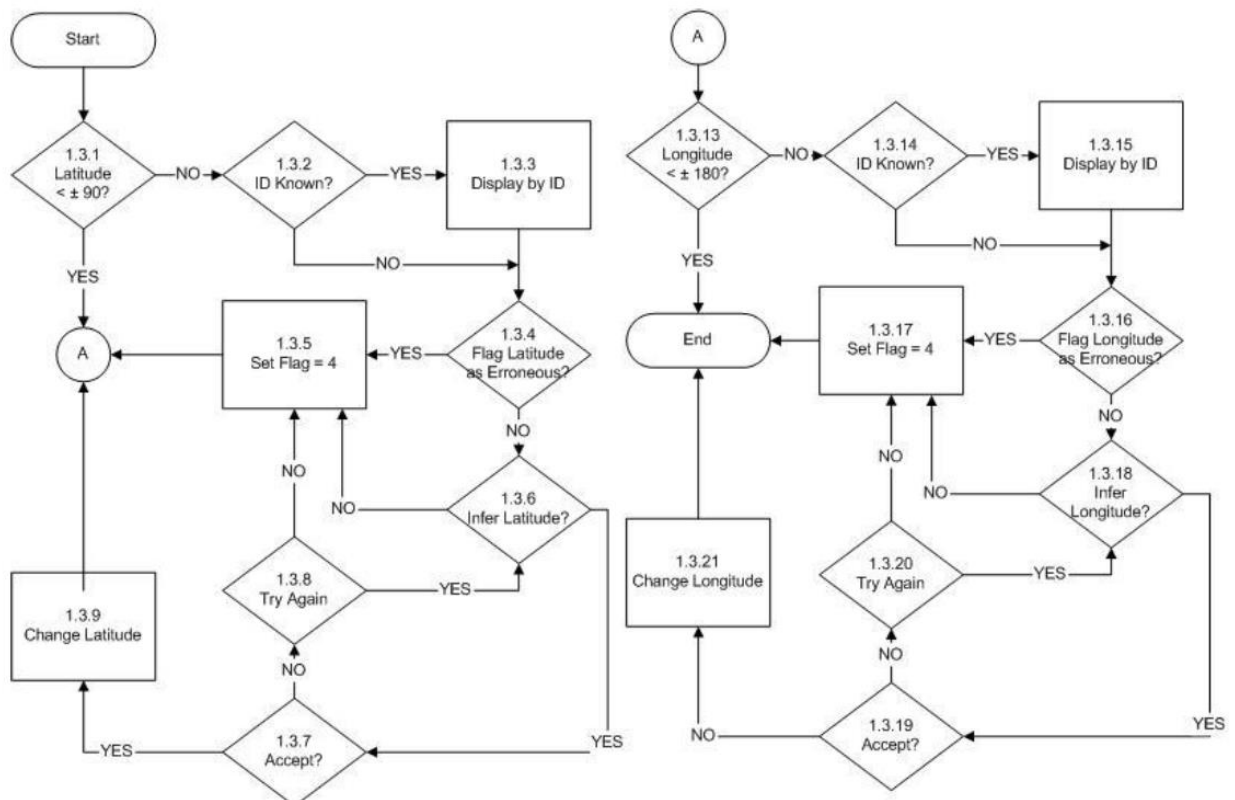 Start
1.3.1
Latitude
< ± 90?
NO
1.3.2
ID Known?
YES
1.3.3
Display by ID
YES
NO
A
1.3.5
Set Flag = 4
YES
1.3.4
Flag Latitude
as Erroneous?
NO
NO
NO
1.3.6
Infer Latitude?
1.3.8
Try Again
YES
1.3.9
Change Latitude
NO
YES
1.3.7
Accept?
YES
A
1.3.13
Longitude
< ± 180?
NO
1.3.14
ID Known?
YES
1.3.15
Display by ID
NO
YES
End
1.3.17
Set Flag = 4
YES
1.3.16
Flag Longitude
as Erroneous?
NO
NO
NO
1.3.18
Infer
Longitude?
1.3.21
Change Longitude
1.3.20
Try Again
YES
NO
NO
1.3.19
Accept?
YES